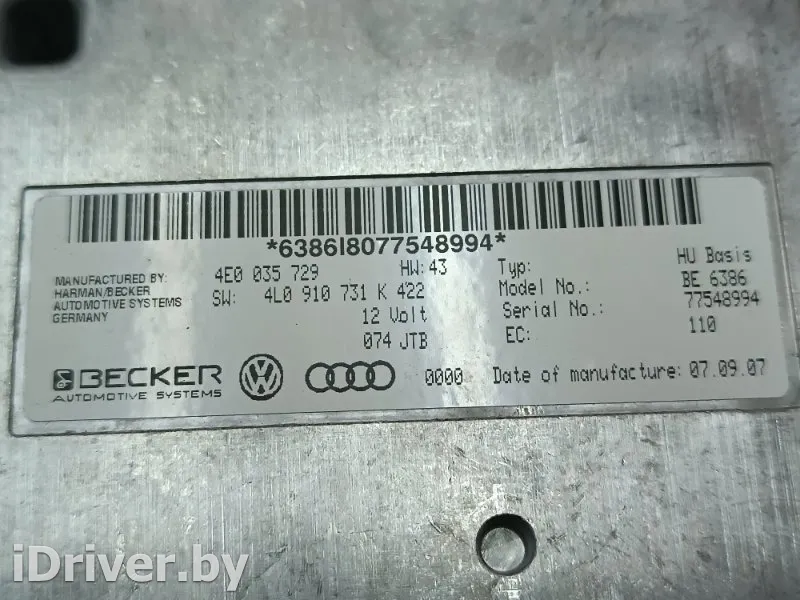 *6386I8077548994*
MANUFACTURED BY:
HARMAN/BECKER
AUTOMOTIVE SYSTEMS
GERMANY
4E0 035 729 HW: 43
SW: 4L0 910 731 K 422
12 Volt
074 JTB
Typ: HU Basis
Model No.: BE 6386
Serial No.: 77548994
EC: 110
BECKER
AUTOMOTIVE SYSTEMS
0000 Date of manufacture: 07.09.07
iDriver.by